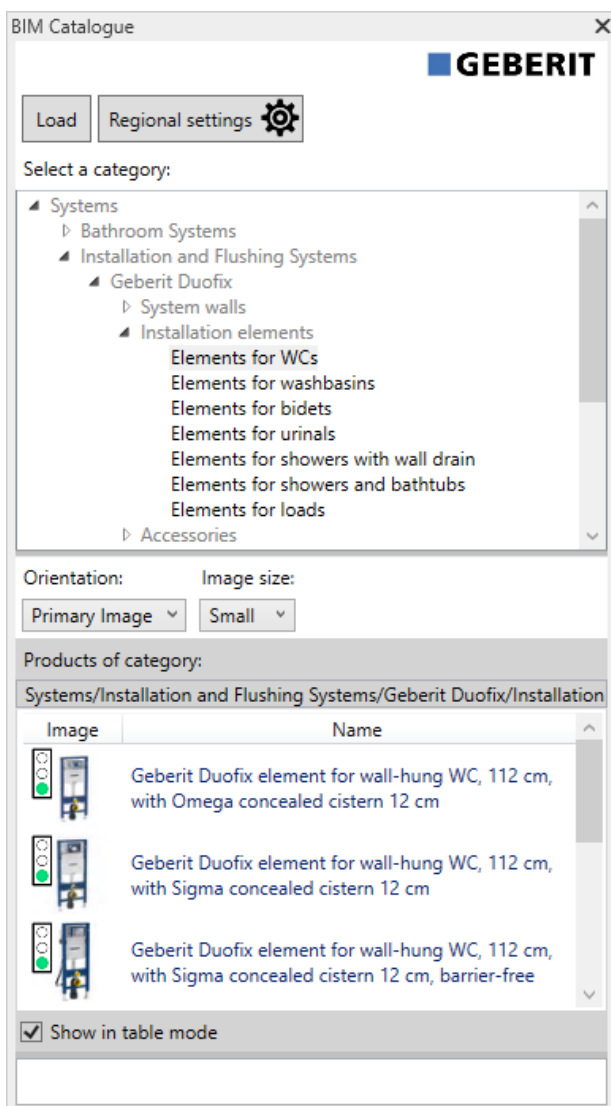 BIM Catalogue
GEBERIT
Load
Regional settings
Select a category:
Systems
Bathroom Systems
Installation and Flushing Systems
Geberit Duofix
System walls
Installation elements
Elements for WCs
Elements for washbasins
Elements for bidets
Elements for urinals
Elements for showers with wall drain
Elements for showers and bathtubs
Elements for loads
Accessories
Orientation: Image size:
Primary Image Small
Products of category:
Systems/Installation and Flushing Systems/Geberit Duofix/Installation
Image Name
Geberit Duofix element for wall-hung WC, 112 cm,
with Omega concealed cistern 12 cm
Geberit Duofix element for wall-hung WC, 112 cm,
with Sigma concealed cistern 12 cm
Geberit Duofix element for wall-hung WC, 112 cm,
with Sigma concealed cistern 12 cm, barrier-free
Show in table mode